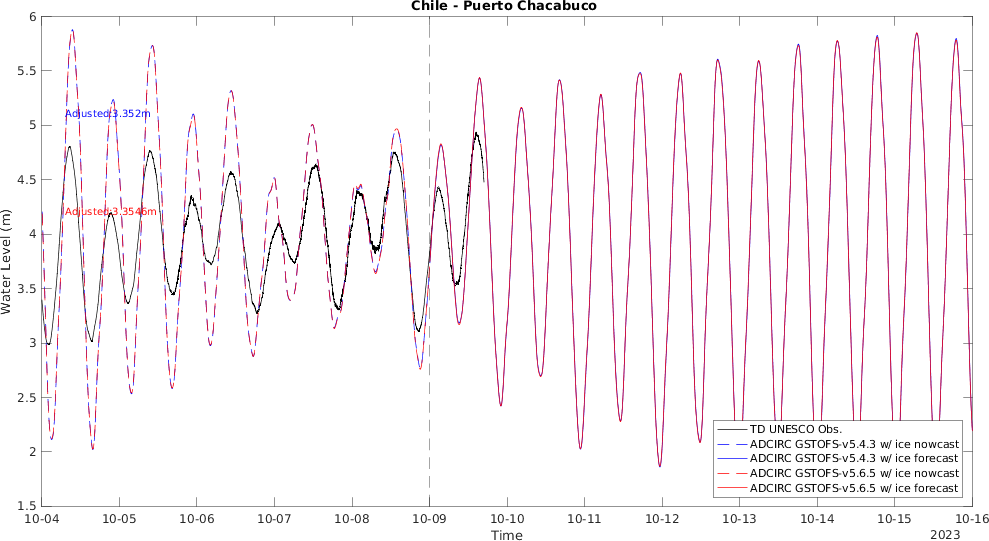 Chile - Puerto Chacabuco
Water Level (m)
6
5.5
5
4.5
4
3.5
3
2.5
2
1.5
Adjusted:3.352m
Adjusted:3.3546m
TD UNESCO Obs.
ADCIRC GSTOFS-v5.4.3 w/ ice nowcast
ADCIRC GSTOFS-v5.4.3 w/ ice forecast
ADCIRC GSTOFS-v5.6.5 w/ ice nowcast
ADCIRC GSTOFS-v5.6.5 w/ ice forecast
10-04 10-05 10-06 10-07 10-08 10-09 10-10 10-11 10-12 10-13 10-14 10-15 10-16
Time
2023